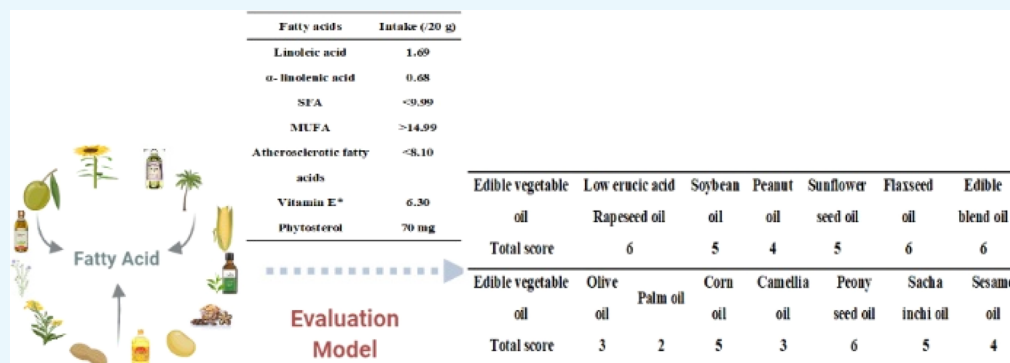 Fatty acids Intake (/20 g)
Linoleic acid 1.69
α- linolenic acid 0.68
SFA <9.99
MUFA >14.99
Atherosclerotic fatty <8.10
acids
Vitamin E* 6.30
Phytosterol 70 mg
Fatty Acid
Evaluation
Model
Edible vegetable Low erucic acid Soybean Peanut Sunflower Flaxseed Edible
oil Rapeseed oil oil oil seed oil oil blend oil
Total score 6 5 4 5 6 6
Edible vegetable Olive Palm oil Corn Camellia Peony Sacha Sesame
oil oil oil oil seed oil inchi oil oil
Total score 3 2 5 3 6 5 4